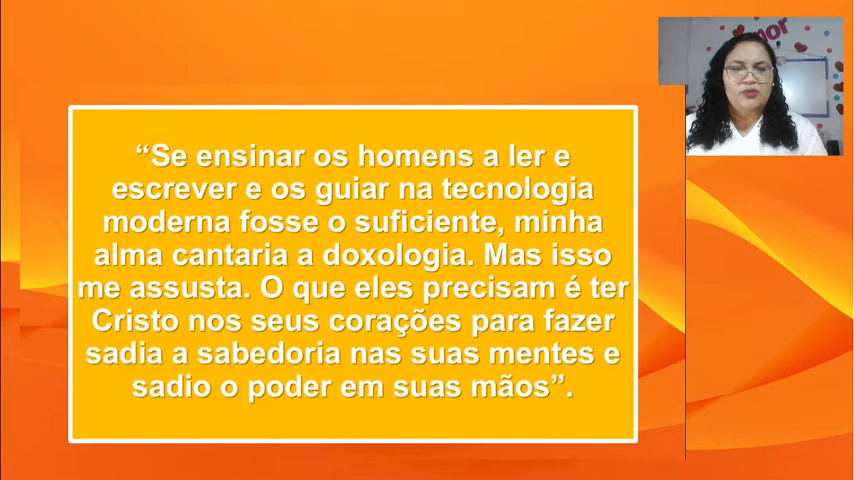 “Se ensinar os homens a ler e
escrever e os guiar na tecnologia
moderna fosse o suficiente, minha
alma cantaria a doxologia. Mas isso
me assusta. O que eles precisam é ter
Cristo nos seus corações para fazer
sadia a sabedoria nas suas mentes e
sadio o poder em suas mãos”.